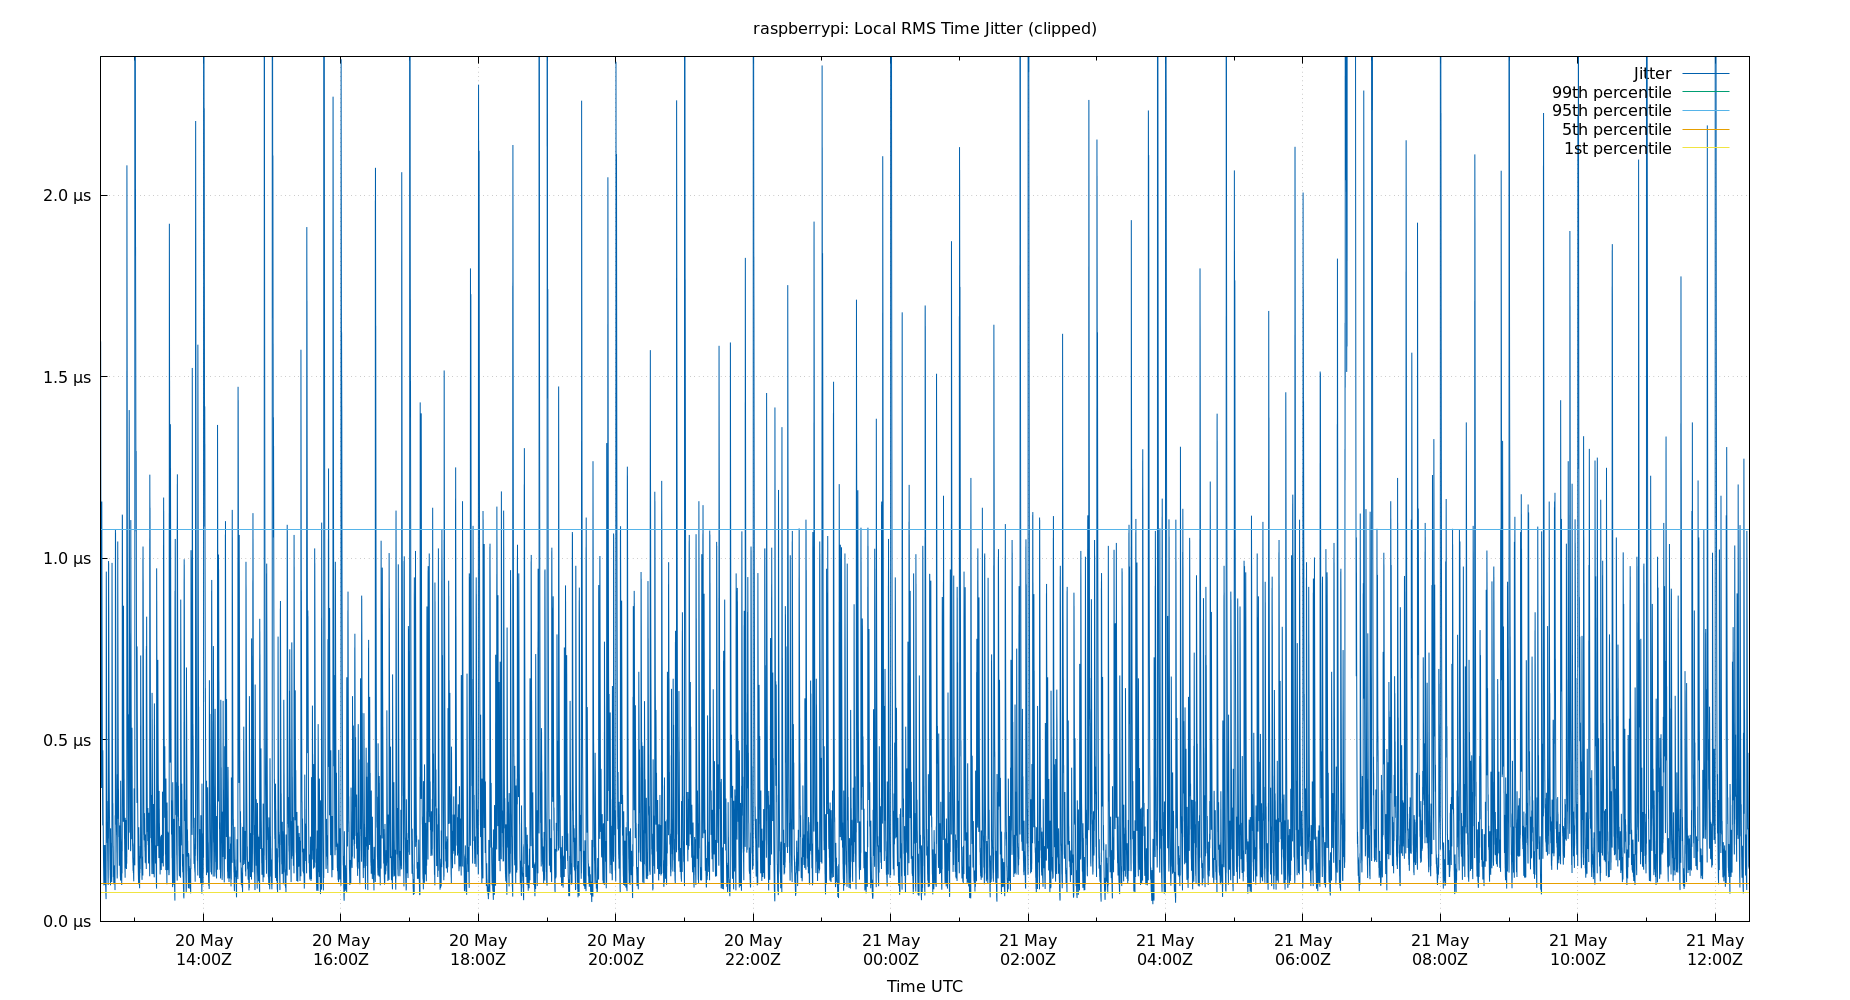 raspberrypi: Local RMS Time Jitter (clipped)
Jitter
99th percentile
95th percentile
5th percentile
1st percentile
2.0 µs
1.5 µs
1.0 µs
0.5 µs
0.0 µs
20 May 20 May 20 May 20 May 20 May 21 May 21 May 21 May 21 May 21 May 21 May 21 May
14:00Z 16:00Z 18:00Z 20:00Z 22:00Z 00:00Z 02:00Z 04:00Z 06:00Z 08:00Z 10:00Z 12:00Z
Time UTC